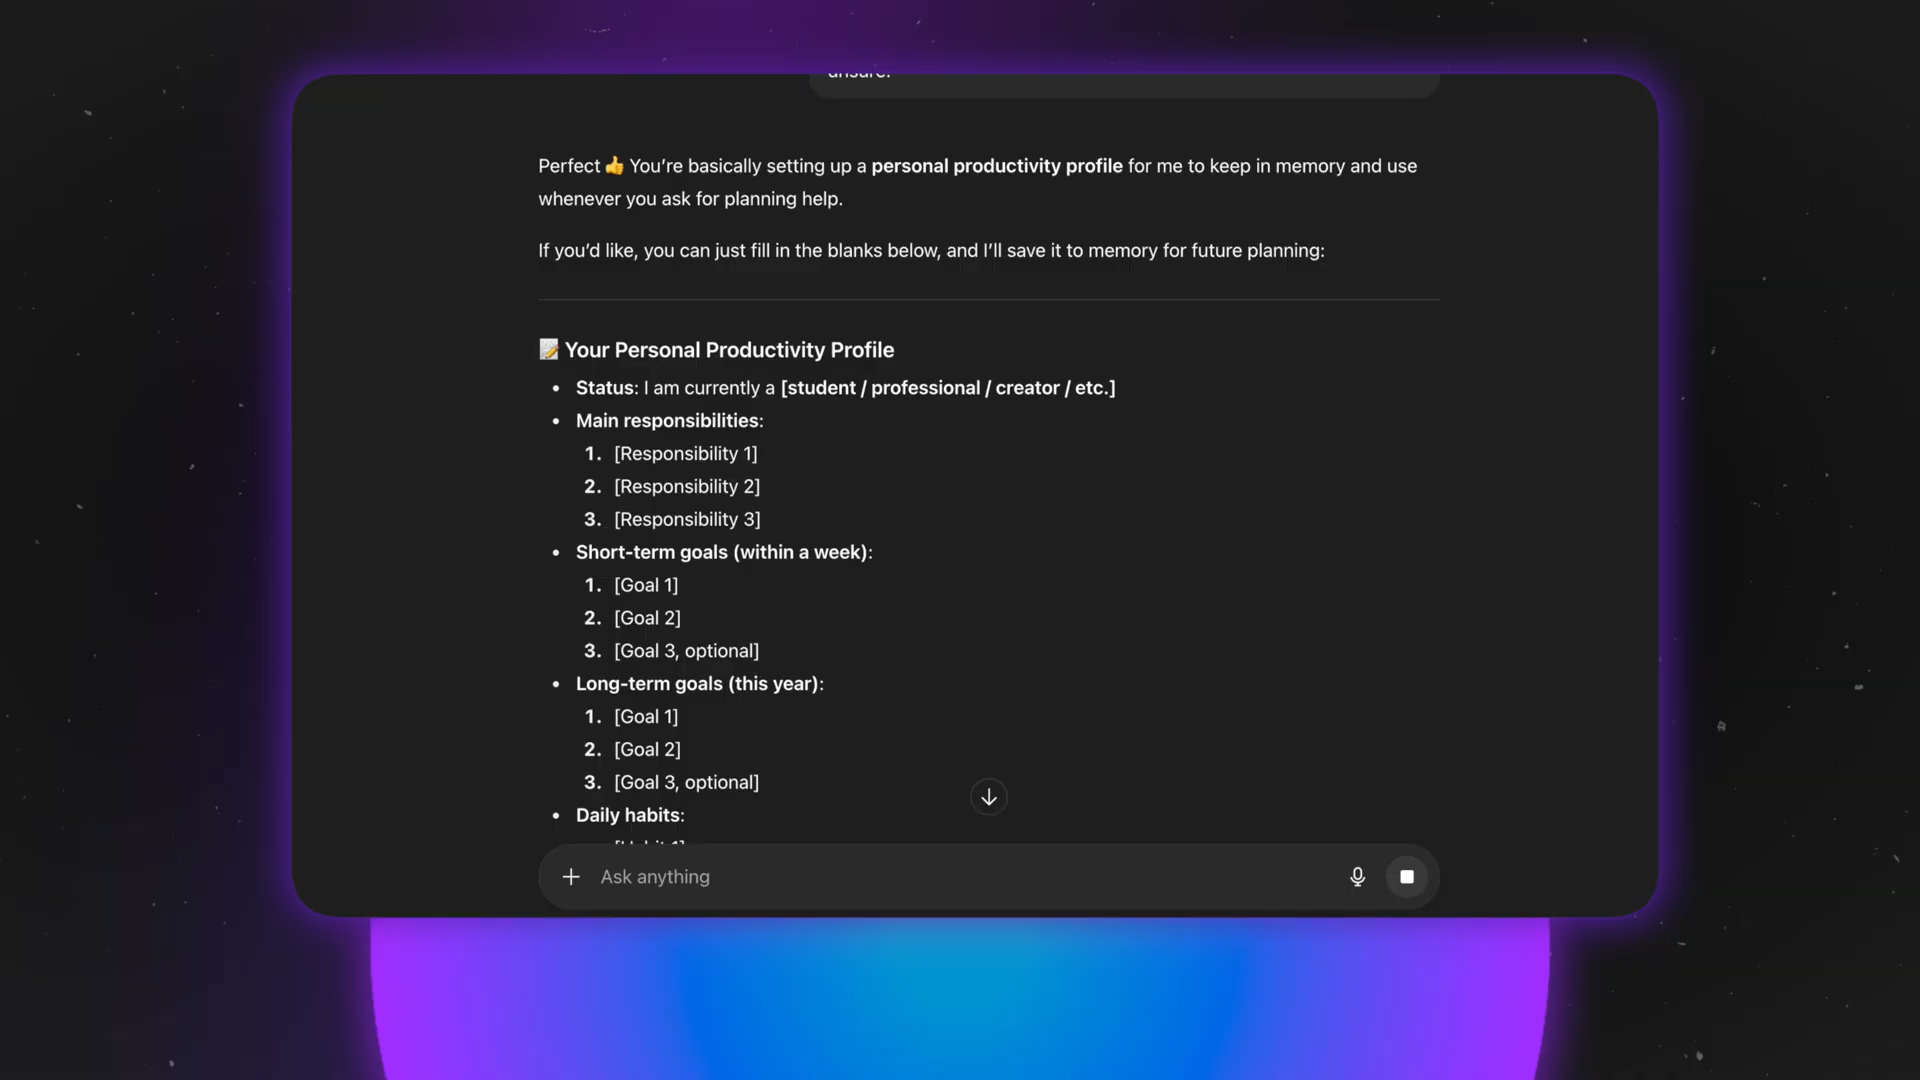 unsure.
Perfect 👍 You're basically setting up a personal productivity profile for me to keep in memory and use
whenever you ask for planning help.
If you'd like, you can just fill in the blanks below, and I'll save it to memory for future planning:
📝 Your Personal Productivity Profile
• Status: I am currently a [student / professional / creator / etc.]
• Main responsibilities:
1. [Responsibility 1]
2. [Responsibility 2]
3. [Responsibility 3]
• Short-term goals (within a week):
1. [Goal 1]
2. [Goal 2]
3. [Goal 3, optional]
• Long-term goals (this year):
1. [Goal 1]
2. [Goal 2]
3. [Goal 3, optional]
• Daily habits:
[Habit 1]
Ask anything